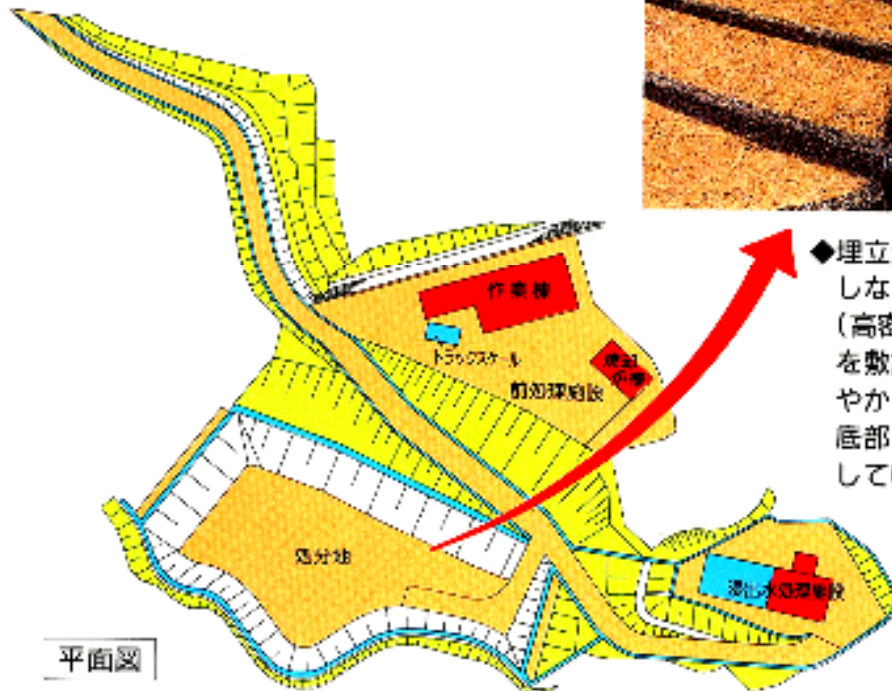 作業棟
トラックスケール
焼却
炉棟
前処理施設
処分地
浸出水処理施設
平面図
◆埋立
しな
（高密
を敷
やか
底部
して